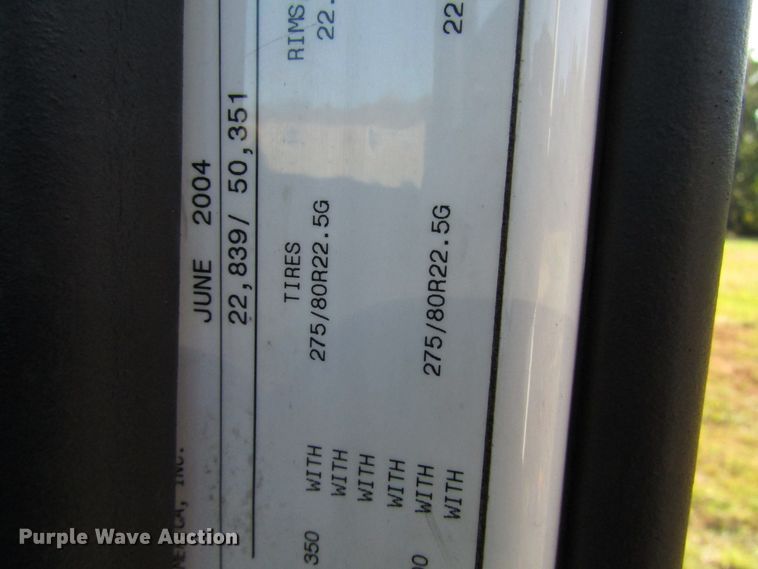 JUNE 2004
22,839/ 50,351
TIRES RIMS
350 WITH 275/80R22.5G 22.
WITH
WITH
WITH
WITH 275/80R22.5G 22
WITH
INC.
Purple Wave Auction